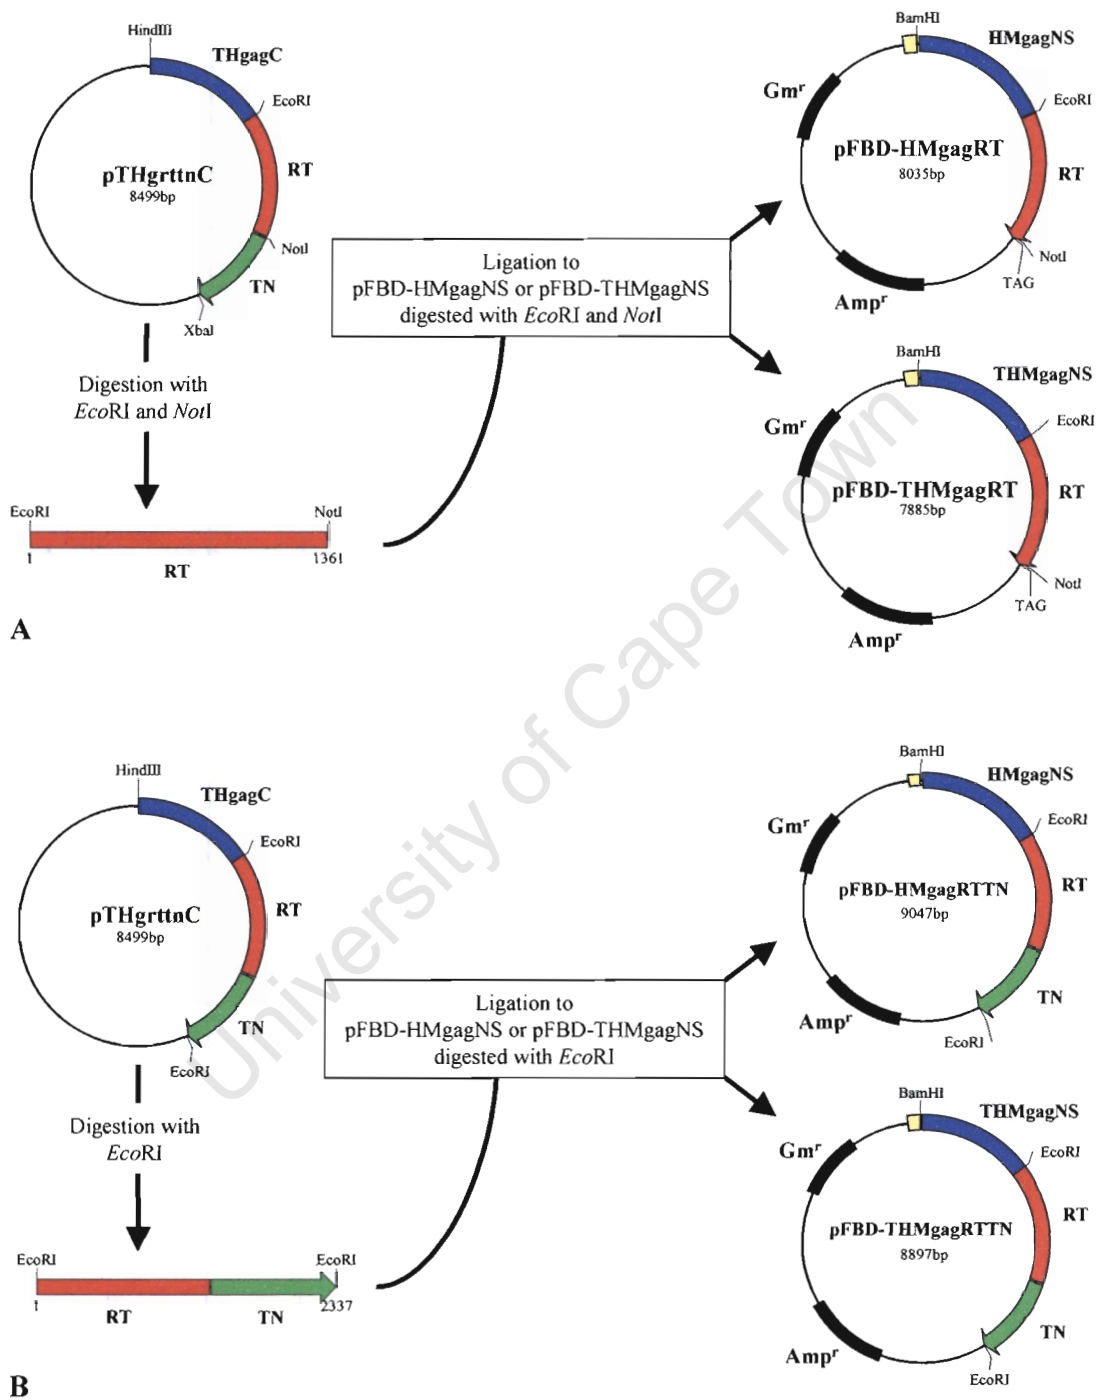 HindIII
THgagC
EcoRI
pTHgrttnC
8499bp
RT
NotI
TN
XbaI
Digestion with
EcoRI and NotI
EcoRI
NotI
1
1361
RT
Ligation to
pFBD-HMgagNS or pFBD-THMgagNS
digested with EcoRI and NotI
BamHI
HMgagNS
Gmʳ
EcoRI
pFBD-HMgagRT
8035bp
RT
NotI
TAG
Ampʳ
BamHI
THMgagNS
Gmʳ
EcoRI
pFBD-THMgagRT
7885bp
RT
NotI
TAG
Ampʳ
A
University of Cape Town
HindIII
THgagC
EcoRI
pTHgrttnC
8499bp
RT
TN
EcoRI
Digestion with
EcoRI
EcoRI
EcoRI
1
2337
RT
TN
Ligation to
pFBD-HMgagNS or pFBD-THMgagNS
digested with EcoRI
BamHI
HMgagNS
Gmʳ
EcoRI
pFBD-HMgagRTTN
9047bp
RT
TN
Ampʳ
EcoRI
BamHI
THMgagNS
Gmʳ
EcoRI
pFBD-THMgagRTTN
8897bp
RT
TN
Ampʳ
EcoRI
B